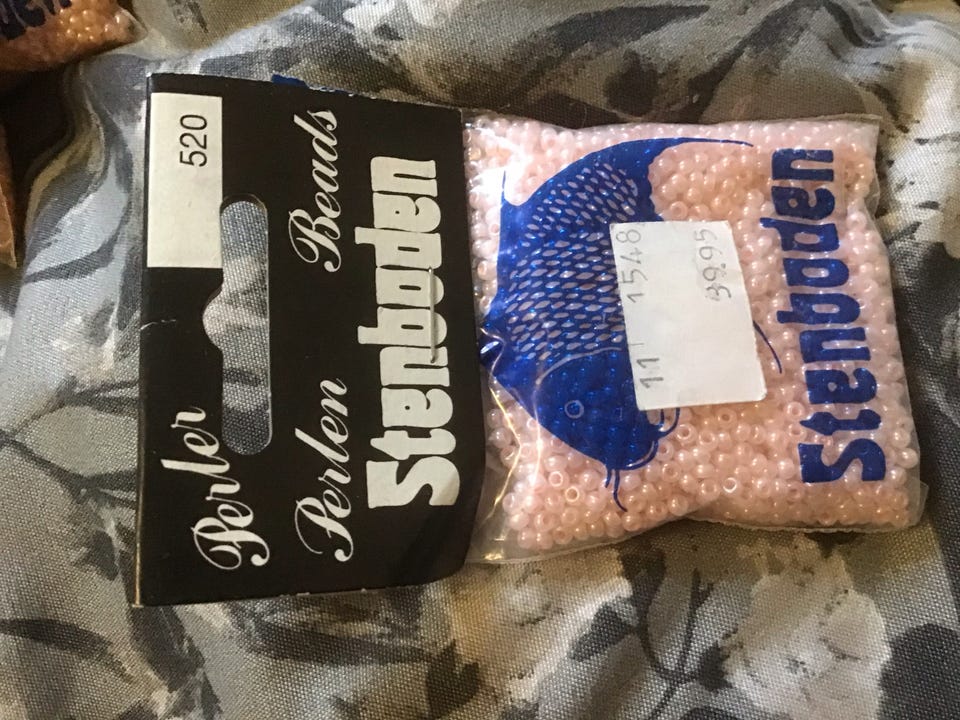 520
Perler
Perlen Beads
Stenboden
11 1548
39.95
Stenboden